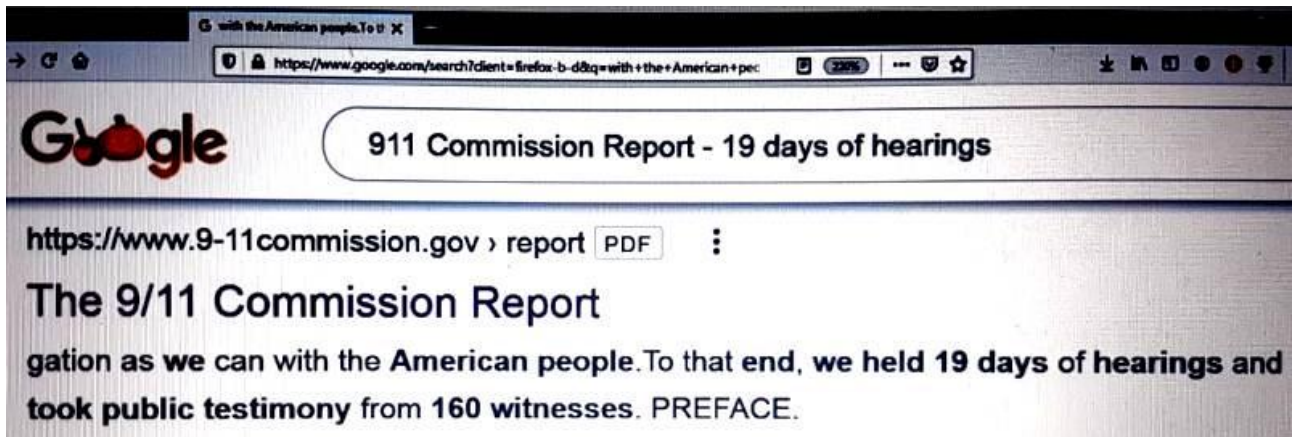 G with the American people.To th X
https://www.google.com/search?client=firefox-b-d&q=with+the+American+pec 230%
Google
911 Commission Report - 19 days of hearings
https://www.9-11commission.gov › report PDF
The 9/11 Commission Report
gation as we can with the American people.To that end, we held 19 days of hearings and
took public testimony from 160 witnesses. PREFACE.